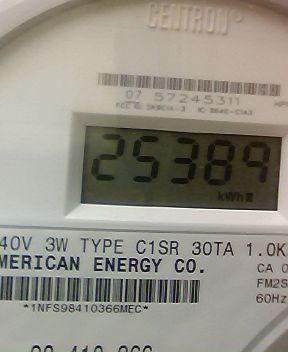 CENTRON®
07 57245311
25389
kWh
40V 3W TYPE C1SR 30TA 1.0K
MERICAN ENERGY CO.
CA 0
FM2S
60Hz
*1NFS98410366MEC*